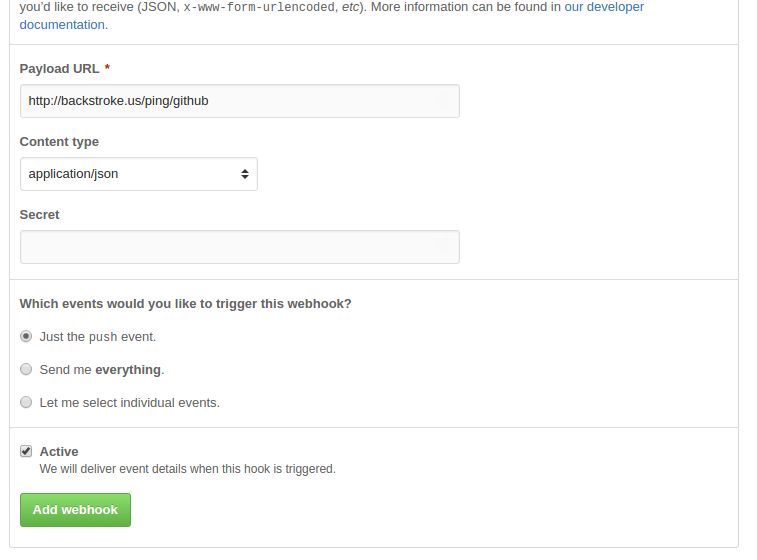 you'd like to receive (JSON, x-www-form-urlencoded, etc). More information can be found in our developer
documentation.
Payload URL *
http://backstroke.us/ping/github
Content type
application/json
Secret
Which events would you like to trigger this webhook?
Just the push event.
Send me everything.
Let me select individual events.
Active
We will deliver event details when this hook is triggered.
Add webhook